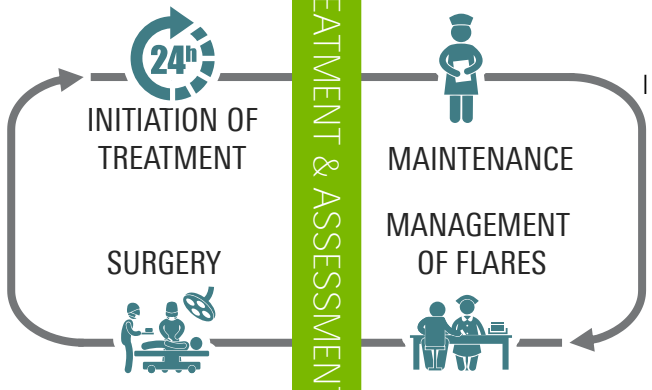 24h
INITIATION OF
TREATMENT
MAINTENANCE
SURGERY
MANAGEMENT
OF FLARES
EATMENT & ASSESSMENT